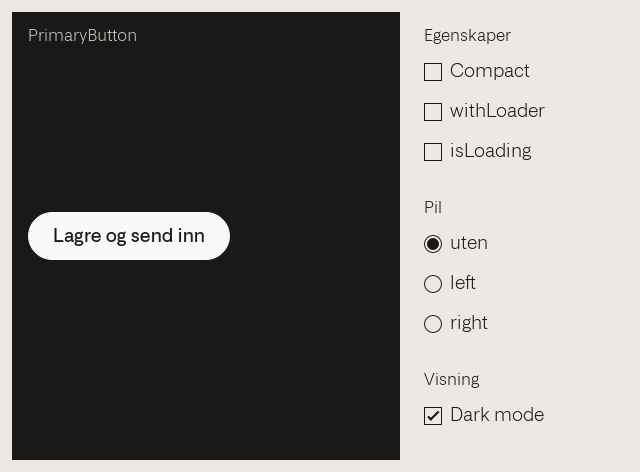 PrimaryButton
Lagre og send inn
Egenskaper
Compact
withLoader
isLoading
Pil
uten
left
right
Visning
Dark mode